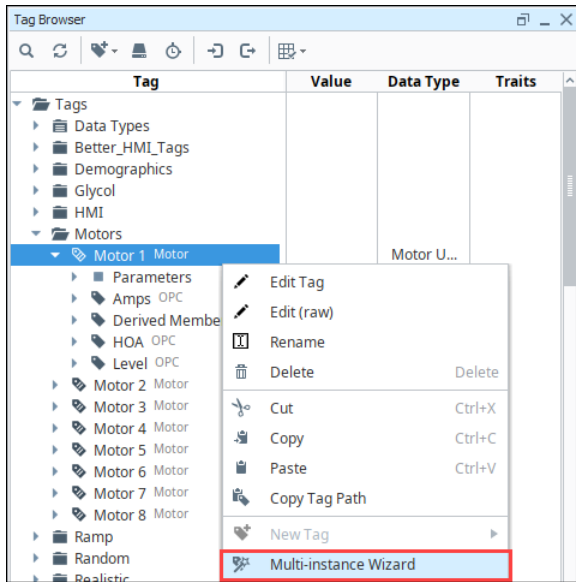 Tag Browser
Tag Value Data Type Traits
Tags
Data Types
Better_HMI_Tags
Demographics
Glycol
HMI
Motors
Motor 1 Motor Motor U...
Parameters
Edit Tag
Amps OPC
Derived Membe
Edit (raw)
HOA OPC
Rename
Level OPC
Delete Delete
Motor 2 Motor
Motor 3 Motor
Cut Ctrl+X
Motor 4 Motor
Copy Ctrl+C
Motor 5 Motor
Motor 6 Motor
Paste Ctrl+V
Motor 7 Motor
Copy Tag Path
Motor 8 Motor
Ramp
New Tag
Random
Multi-instance Wizard
Realistic